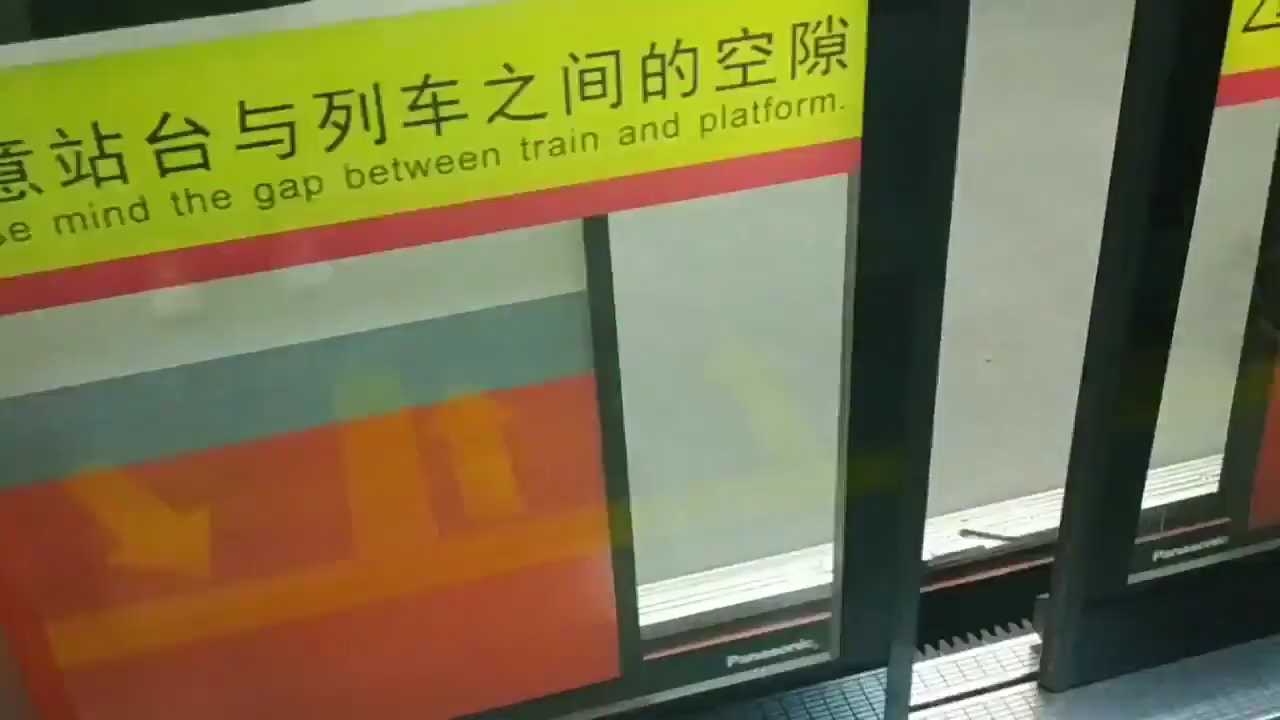 意站台与列车之间的空隙
e mind the gap between train and platform.
Panasonic
Panasonic